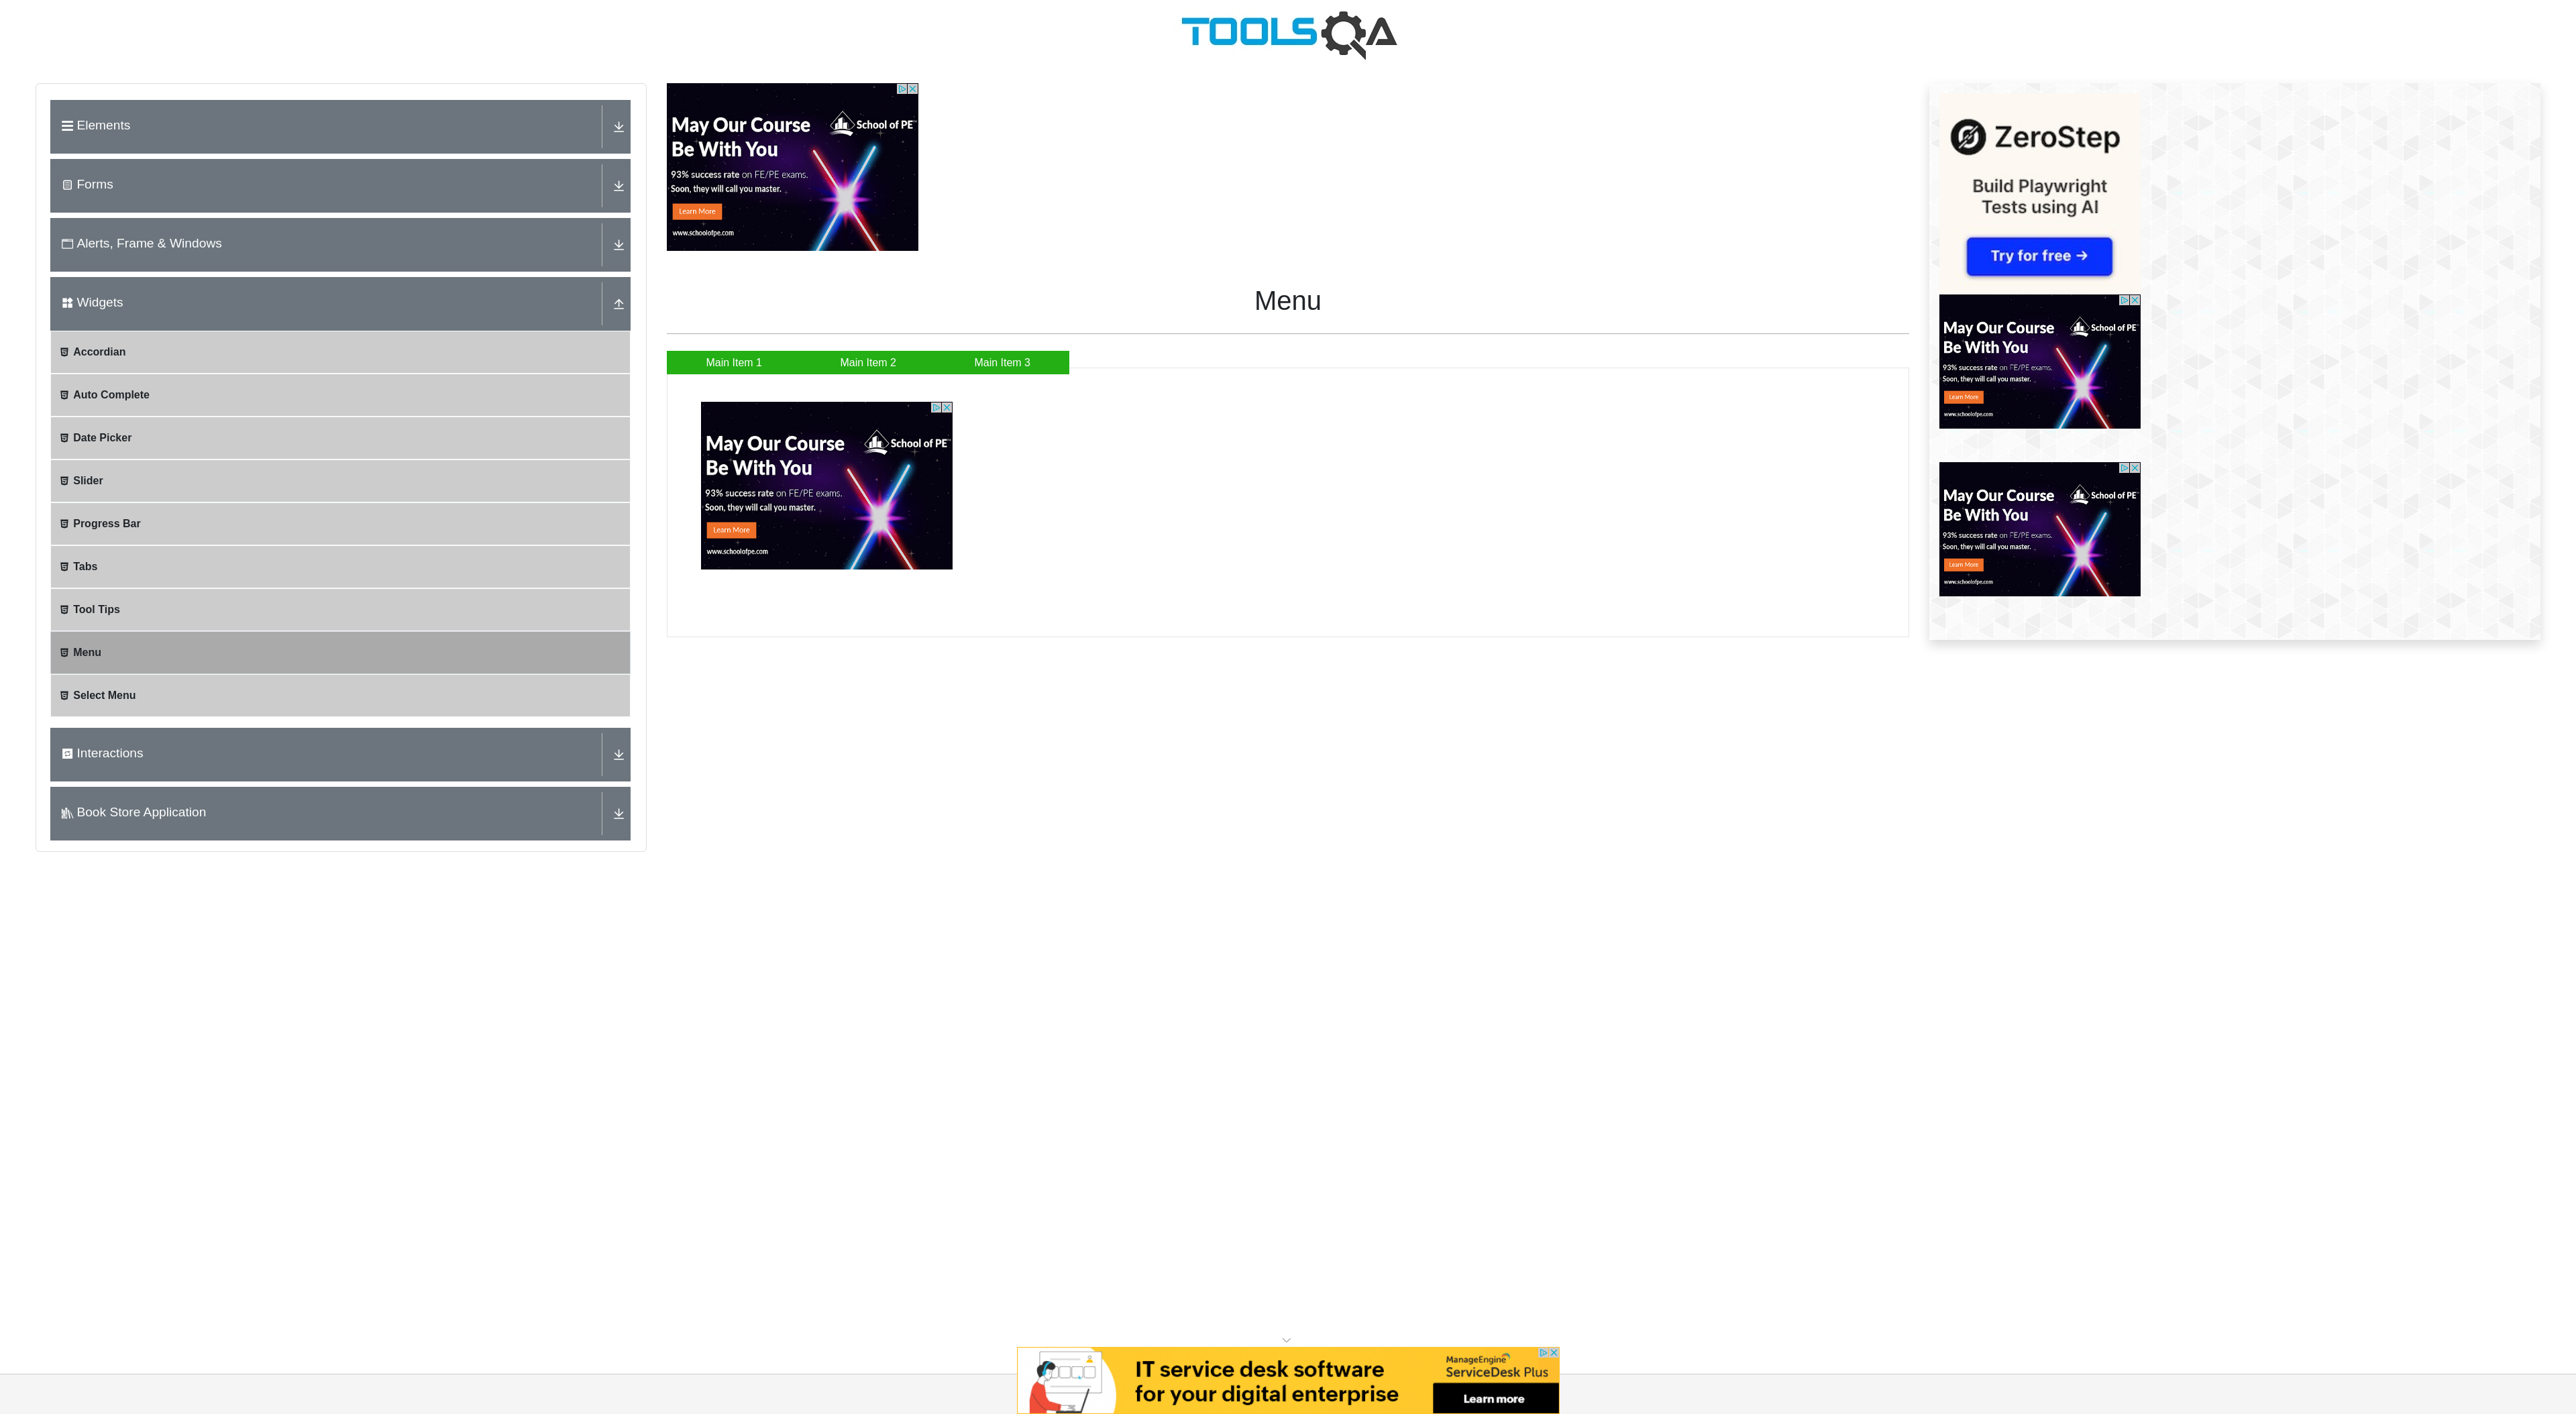 TOOLSQA
Elements
Forms
Alerts, Frame & Windows
Widgets
Accordian
Auto Complete
Date Picker
Slider
Progress Bar
Tabs
Tool Tips
Menu
Select Menu
Interactions
Book Store Application
May Our Course
Be With You
School of PE
93% success rate on FE/PE exams.
Soon, they will call you master.
Learn More
www.schoolofpe.com
Menu
Main Item 1
Main Item 2
Main Item 3
May Our Course
Be With You
School of PE
93% success rate on FE/PE exams.
Soon, they will call you master.
Learn More
www.schoolofpe.com
ZeroStep
Build Playwright
Tests using AI
Try for free →
May Our Course
Be With You
School of PE
93% success rate on FE/PE exams.
Soon, they will call you master.
Learn More
www.schoolofpe.com
May Our Course
Be With You
School of PE
93% success rate on FE/PE exams.
Soon, they will call you master.
Learn More
www.schoolofpe.com
IT service desk software
for your digital enterprise
ManageEngine
ServiceDesk Plus
Learn more